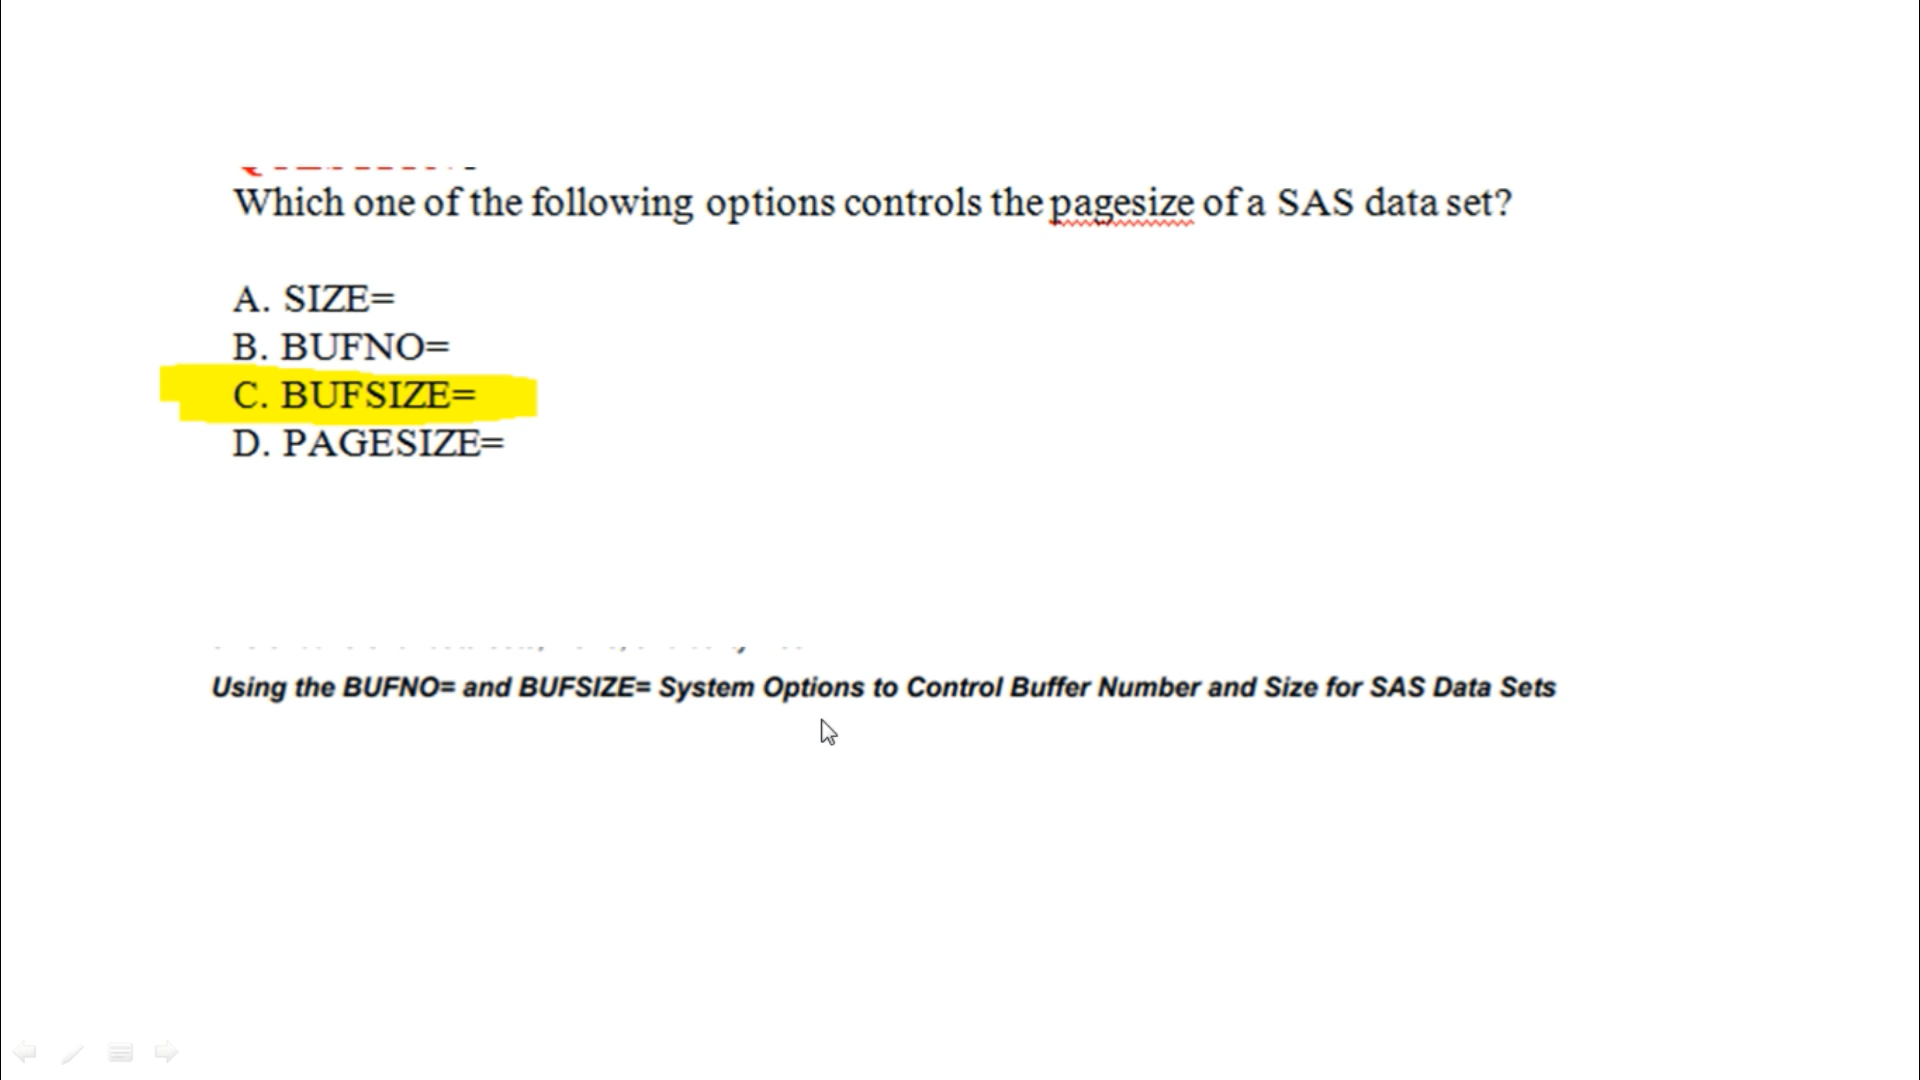 Which one of the following options controls the pagesize of a SAS data set?
A. SIZE=
B. BUFNO=
C. BUFSIZE=
D. PAGESIZE=
Using the BUFNO= and BUFSIZE= System Options to Control Buffer Number and Size for SAS Data Sets